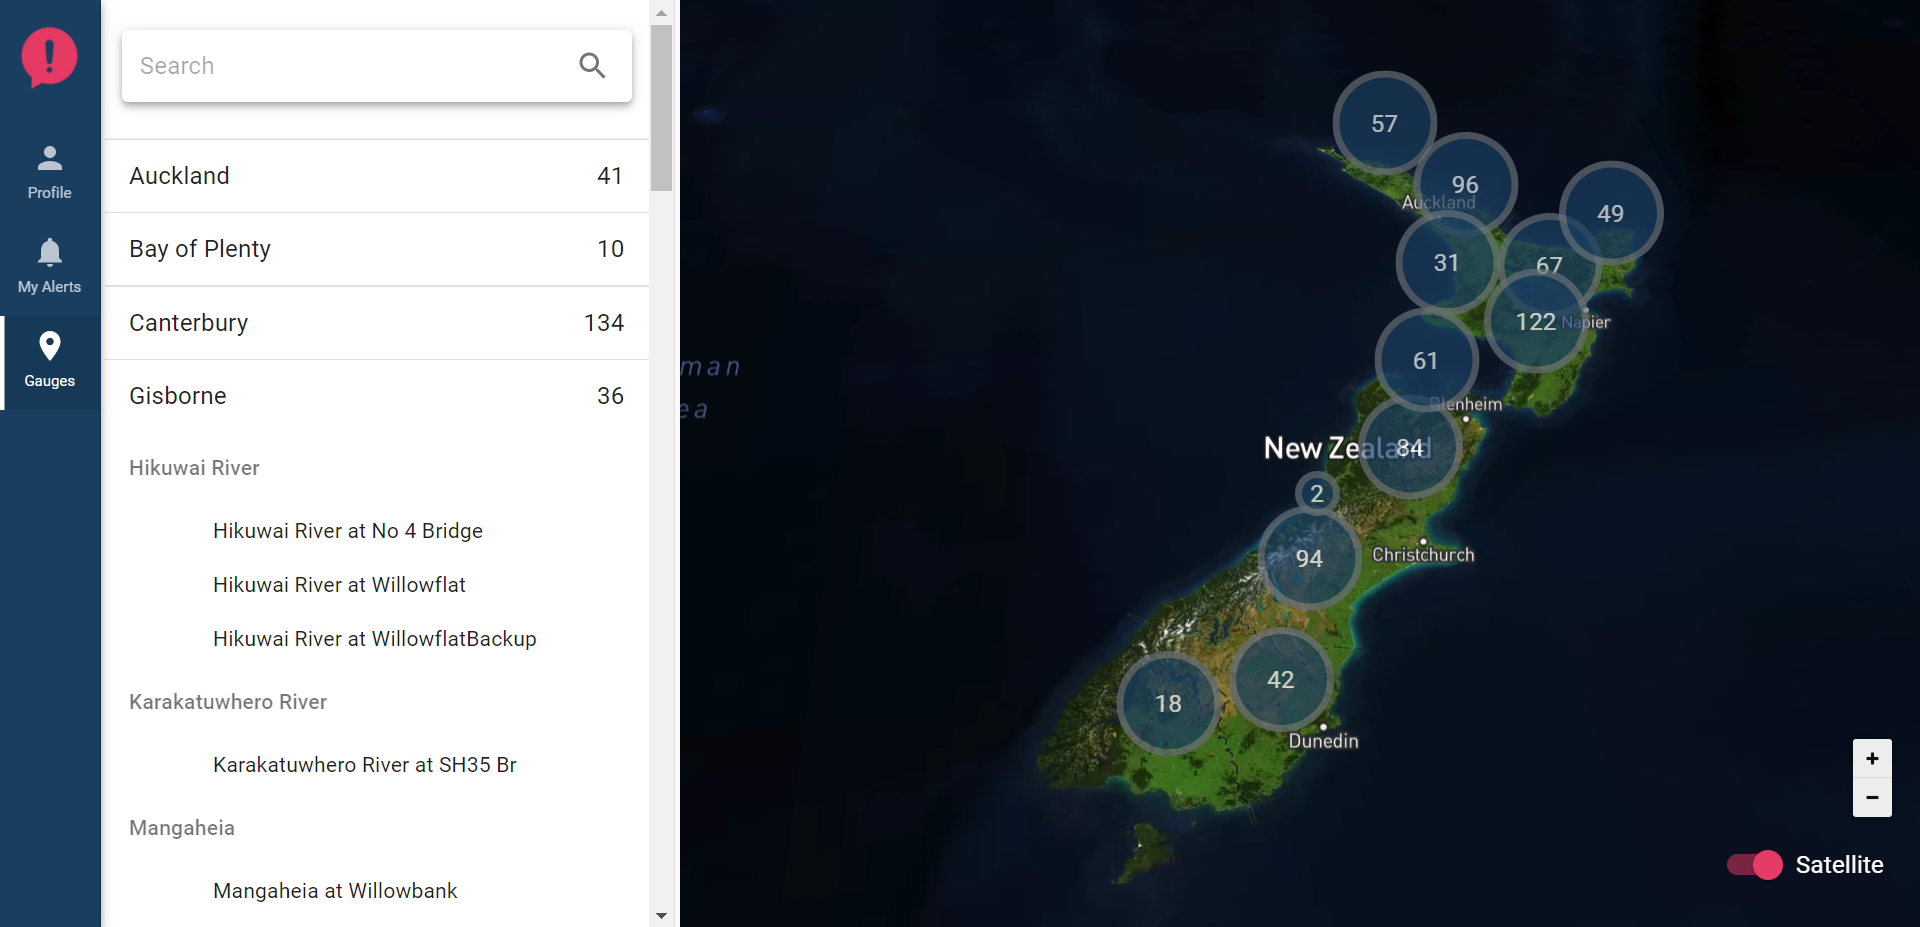 Search
Profile
My Alerts
Gauges
Auckland 41
Bay of Plenty 10
Canterbury 134
Gisborne 36
Hikuwai River
Hikuwai River at No 4 Bridge
Hikuwai River at Willowflat
Hikuwai River at WillowflatBackup
Karakatuwhero River
Karakatuwhero River at SH35 Br
Mangaheia
Mangaheia at Willowbank
man
ea
57
96
Auckland
49
31
67
122
Napier
61
Blenheim
New Zealand
84
2
94
Christchurch
42
18
Dunedin
+
−
Satellite